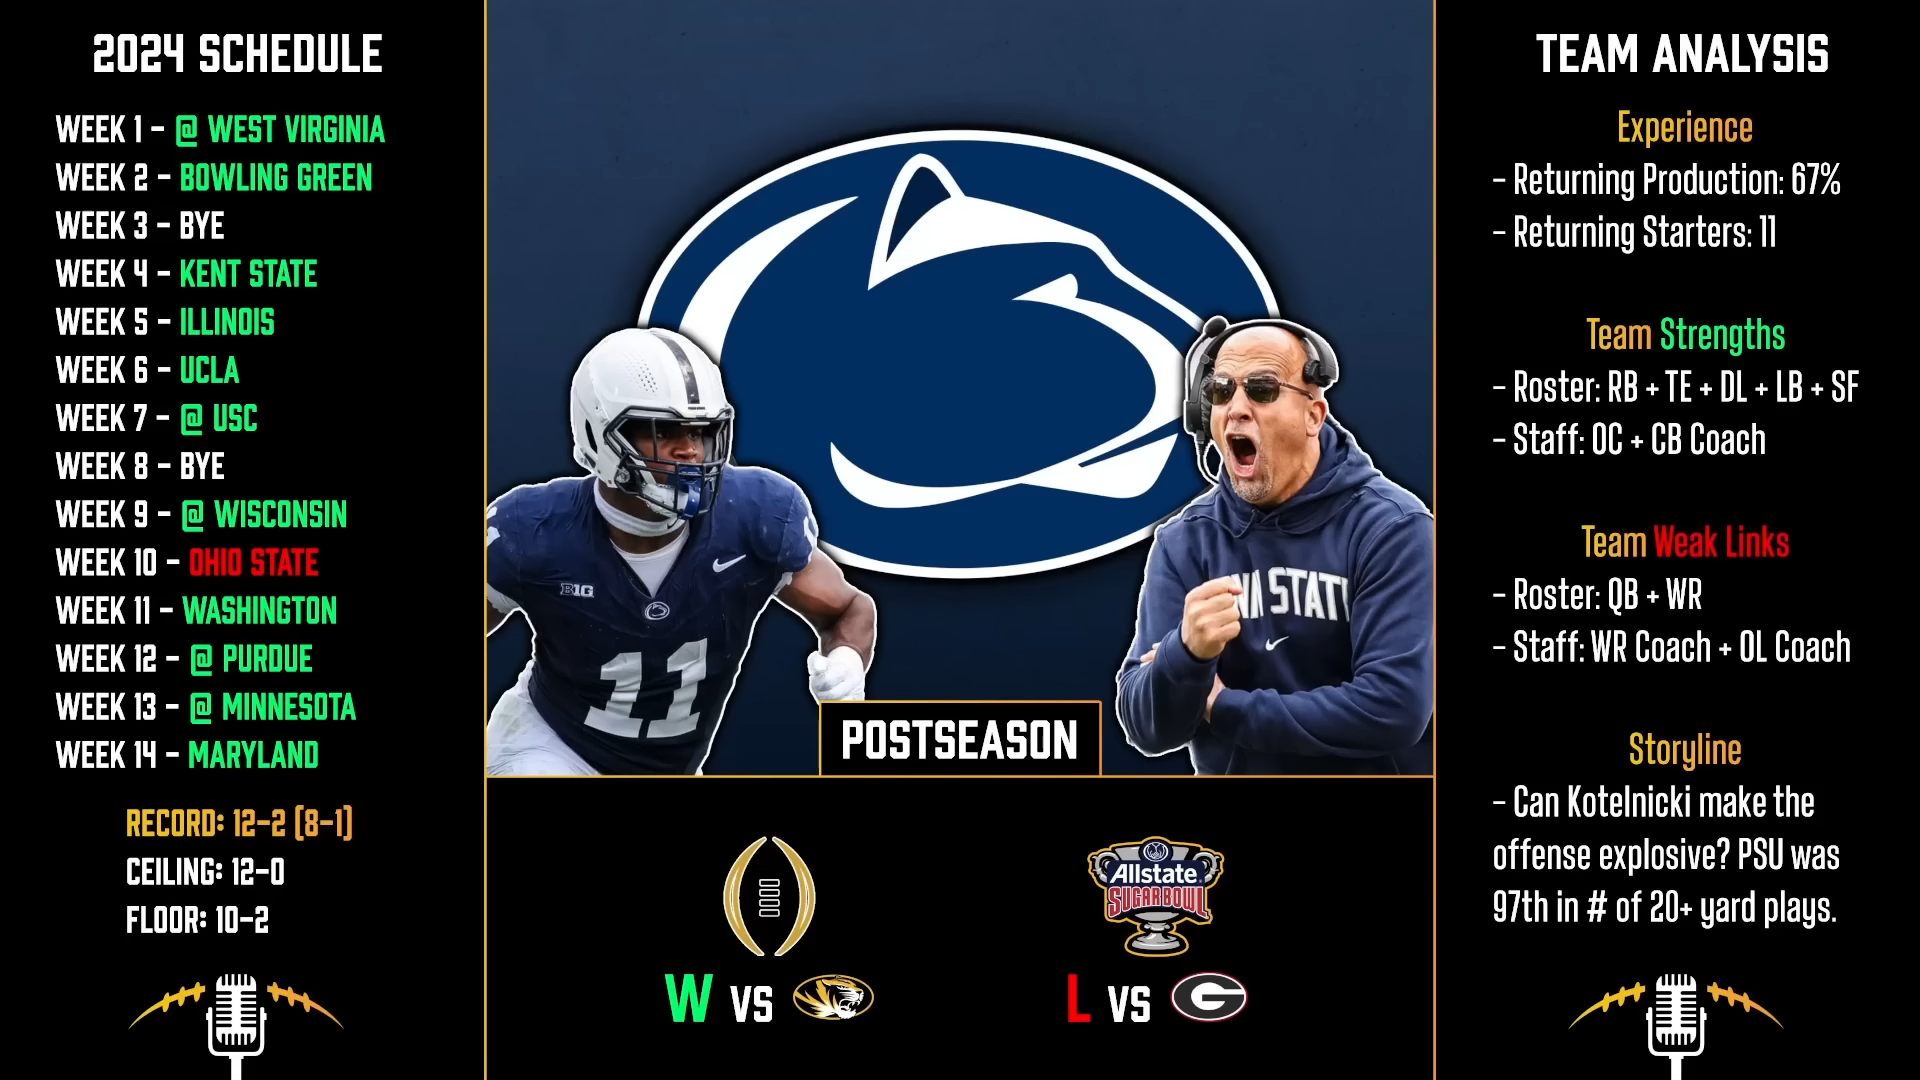 2024 SCHEDULE
WEEK 1 - @ WEST VIRGINIA
WEEK 2 - BOWLING GREEN
WEEK 3 - BYE
WEEK 4 - KENT STATE
WEEK 5 - ILLINOIS
WEEK 6 - UCLA
WEEK 7 - @ USC
WEEK 8 - BYE
WEEK 9 - @ WISCONSIN
WEEK 10 - OHIO STATE
WEEK 11 - WASHINGTON
WEEK 12 - @ PURDUE
WEEK 13 - @ MINNESOTA
WEEK 14 - MARYLAND
RECORD: 12-2 (8-1)
CEILING: 12-0
FLOOR: 10-2
B1G
11
NN STATE
POSTSEASON
Allstate
SUGAR BOWL
W VS
L VS G
TEAM ANALYSIS
Experience
- Returning Production: 67%
- Returning Starters: 11
Team Strengths
- Roster: RB + TE + DL + LB + SF
- Staff: OC + CB Coach
Team Weak Links
- Roster: QB + WR
- Staff: WR Coach + OL Coach
Storyline
- Can Kotelnicki make the
offense explosive? PSU was
97th in # of 20+ yard plays.